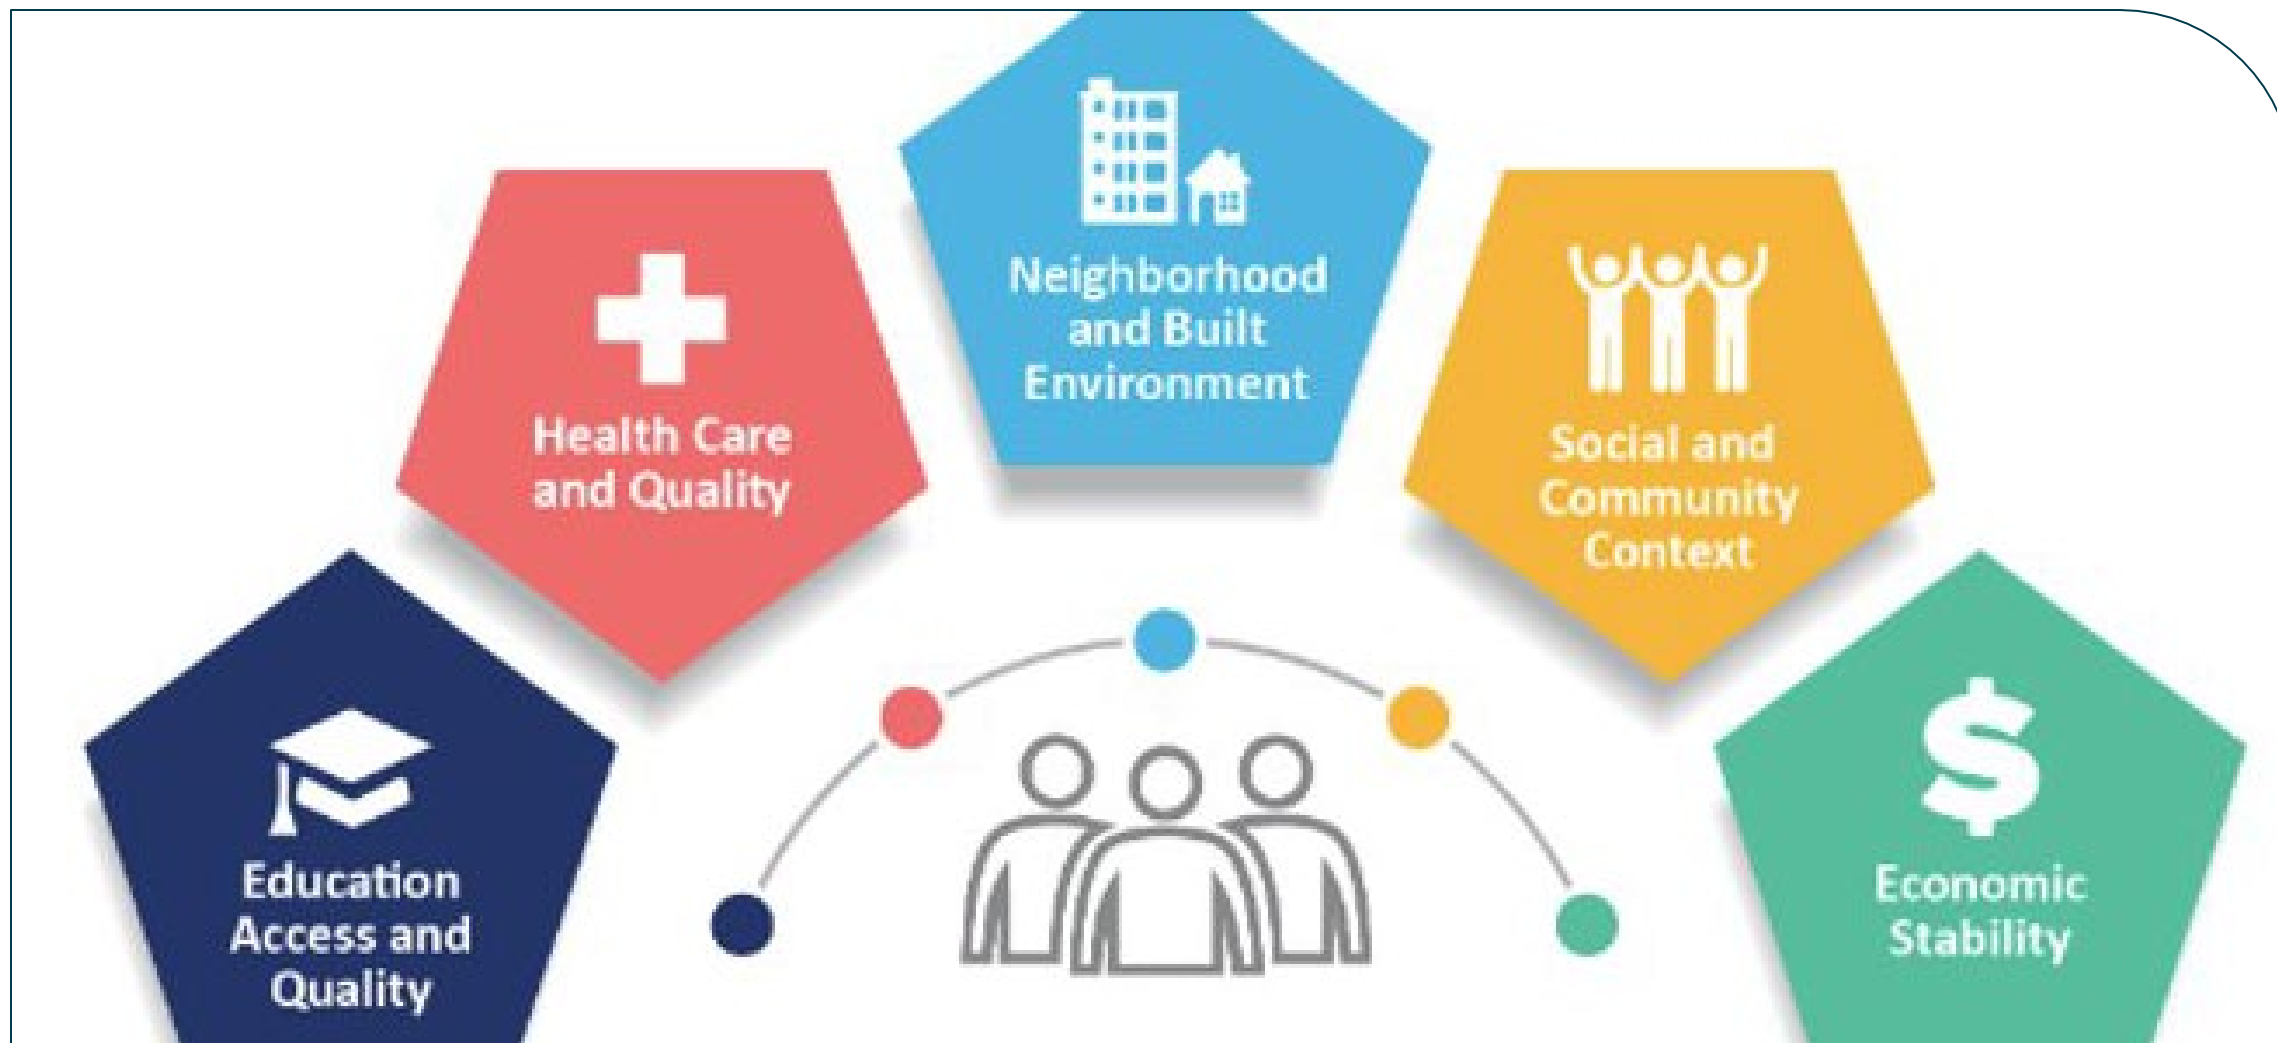 Education
Access and
Quality
Health Care
and Quality
Neighborhood
and Built
Environment
Social and
Community
Context
$
Economic
Stability